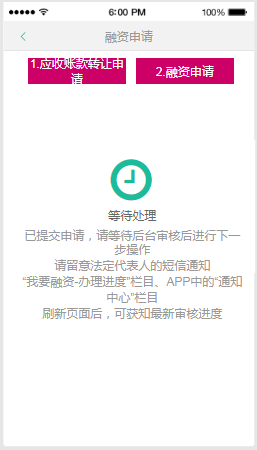 6:00 PM
100%
融资申请
1.应收账款转让申
请
2.融资申请
等待处理
已提交申请，请等待后台审核后进行下一
步操作
请留意法定代表人的短信通知
“我要融资-办理进度”栏目、APP中的“通知
中心”栏目
刷新页面后，可获知最新审核进度